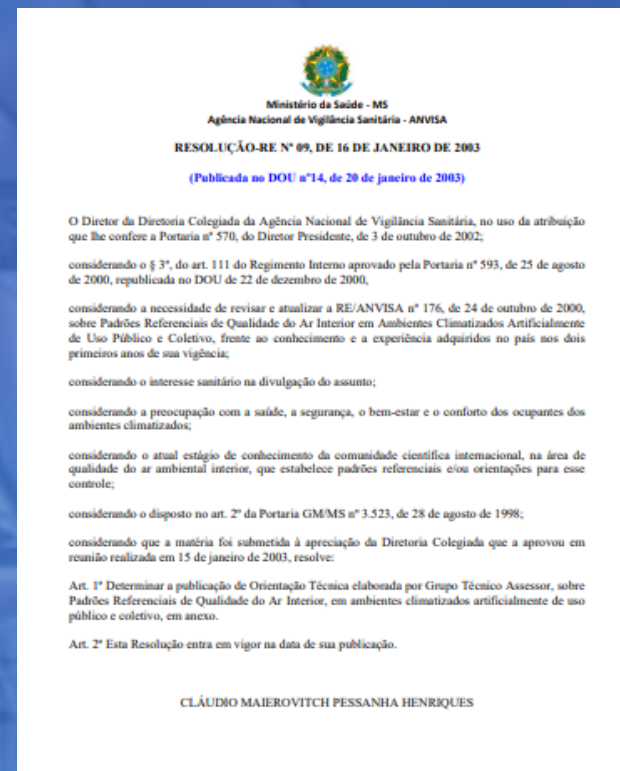 Ministério da Saúde - MS
Agência Nacional de Vigilância Sanitária - ANVISA
RESOLUÇÃO-RE Nº 09, DE 16 DE JANEIRO DE 2003
(Publicada no DOU nº14, de 20 de janeiro de 2003)
O Diretor da Diretoria Colegiada da Agência Nacional de Vigilância Sanitária, no uso da atribuição
que lhe confere a Portaria nº 570, do Diretor Presidente, de 3 de outubro de 2002;
considerando o § 3º, do art. 111 do Regimento Interno aprovado pela Portaria nº 593, de 25 de agosto
de 2000, republicada no DOU de 22 de dezembro de 2000,
considerando a necessidade de revisar e atualizar a RE/ANVISA nº 176, de 24 de outubro de 2000,
sobre Padrões Referenciais de Qualidade do Ar Interior em Ambientes Climatizados Artificialmente
de Uso Público e Coletivo, frente ao conhecimento e a experiência adquiridos no país nos dois
primeiros anos de sua vigência;
considerando o interesse sanitário na divulgação do assunto;
considerando a preocupação com a saúde, a segurança, o bem-estar e o conforto dos ocupantes dos
ambientes climatizados;
considerando o atual estágio de conhecimento da comunidade científica internacional, na área de
qualidade do ar ambiental interior, que estabelece padrões referenciais e/ou orientações para esse
controle;
considerando o disposto no art. 2º da Portaria GM/MS nº 3.523, de 28 de agosto de 1998;
considerando que a matéria foi submetida à apreciação da Diretoria Colegiada que a aprovou em
reunião realizada em 15 de janeiro de 2003, resolve:
Art. 1º Determinar a publicação de Orientação Técnica elaborada por Grupo Técnico Assessor, sobre
Padrões Referenciais de Qualidade do Ar Interior, em ambientes climatizados artificialmente de uso
público e coletivo, em anexo.
Art. 2º Esta Resolução entra em vigor na data de sua publicação.
CLÁUDIO MAIEROVITCH PESSANHA HENRIQUES